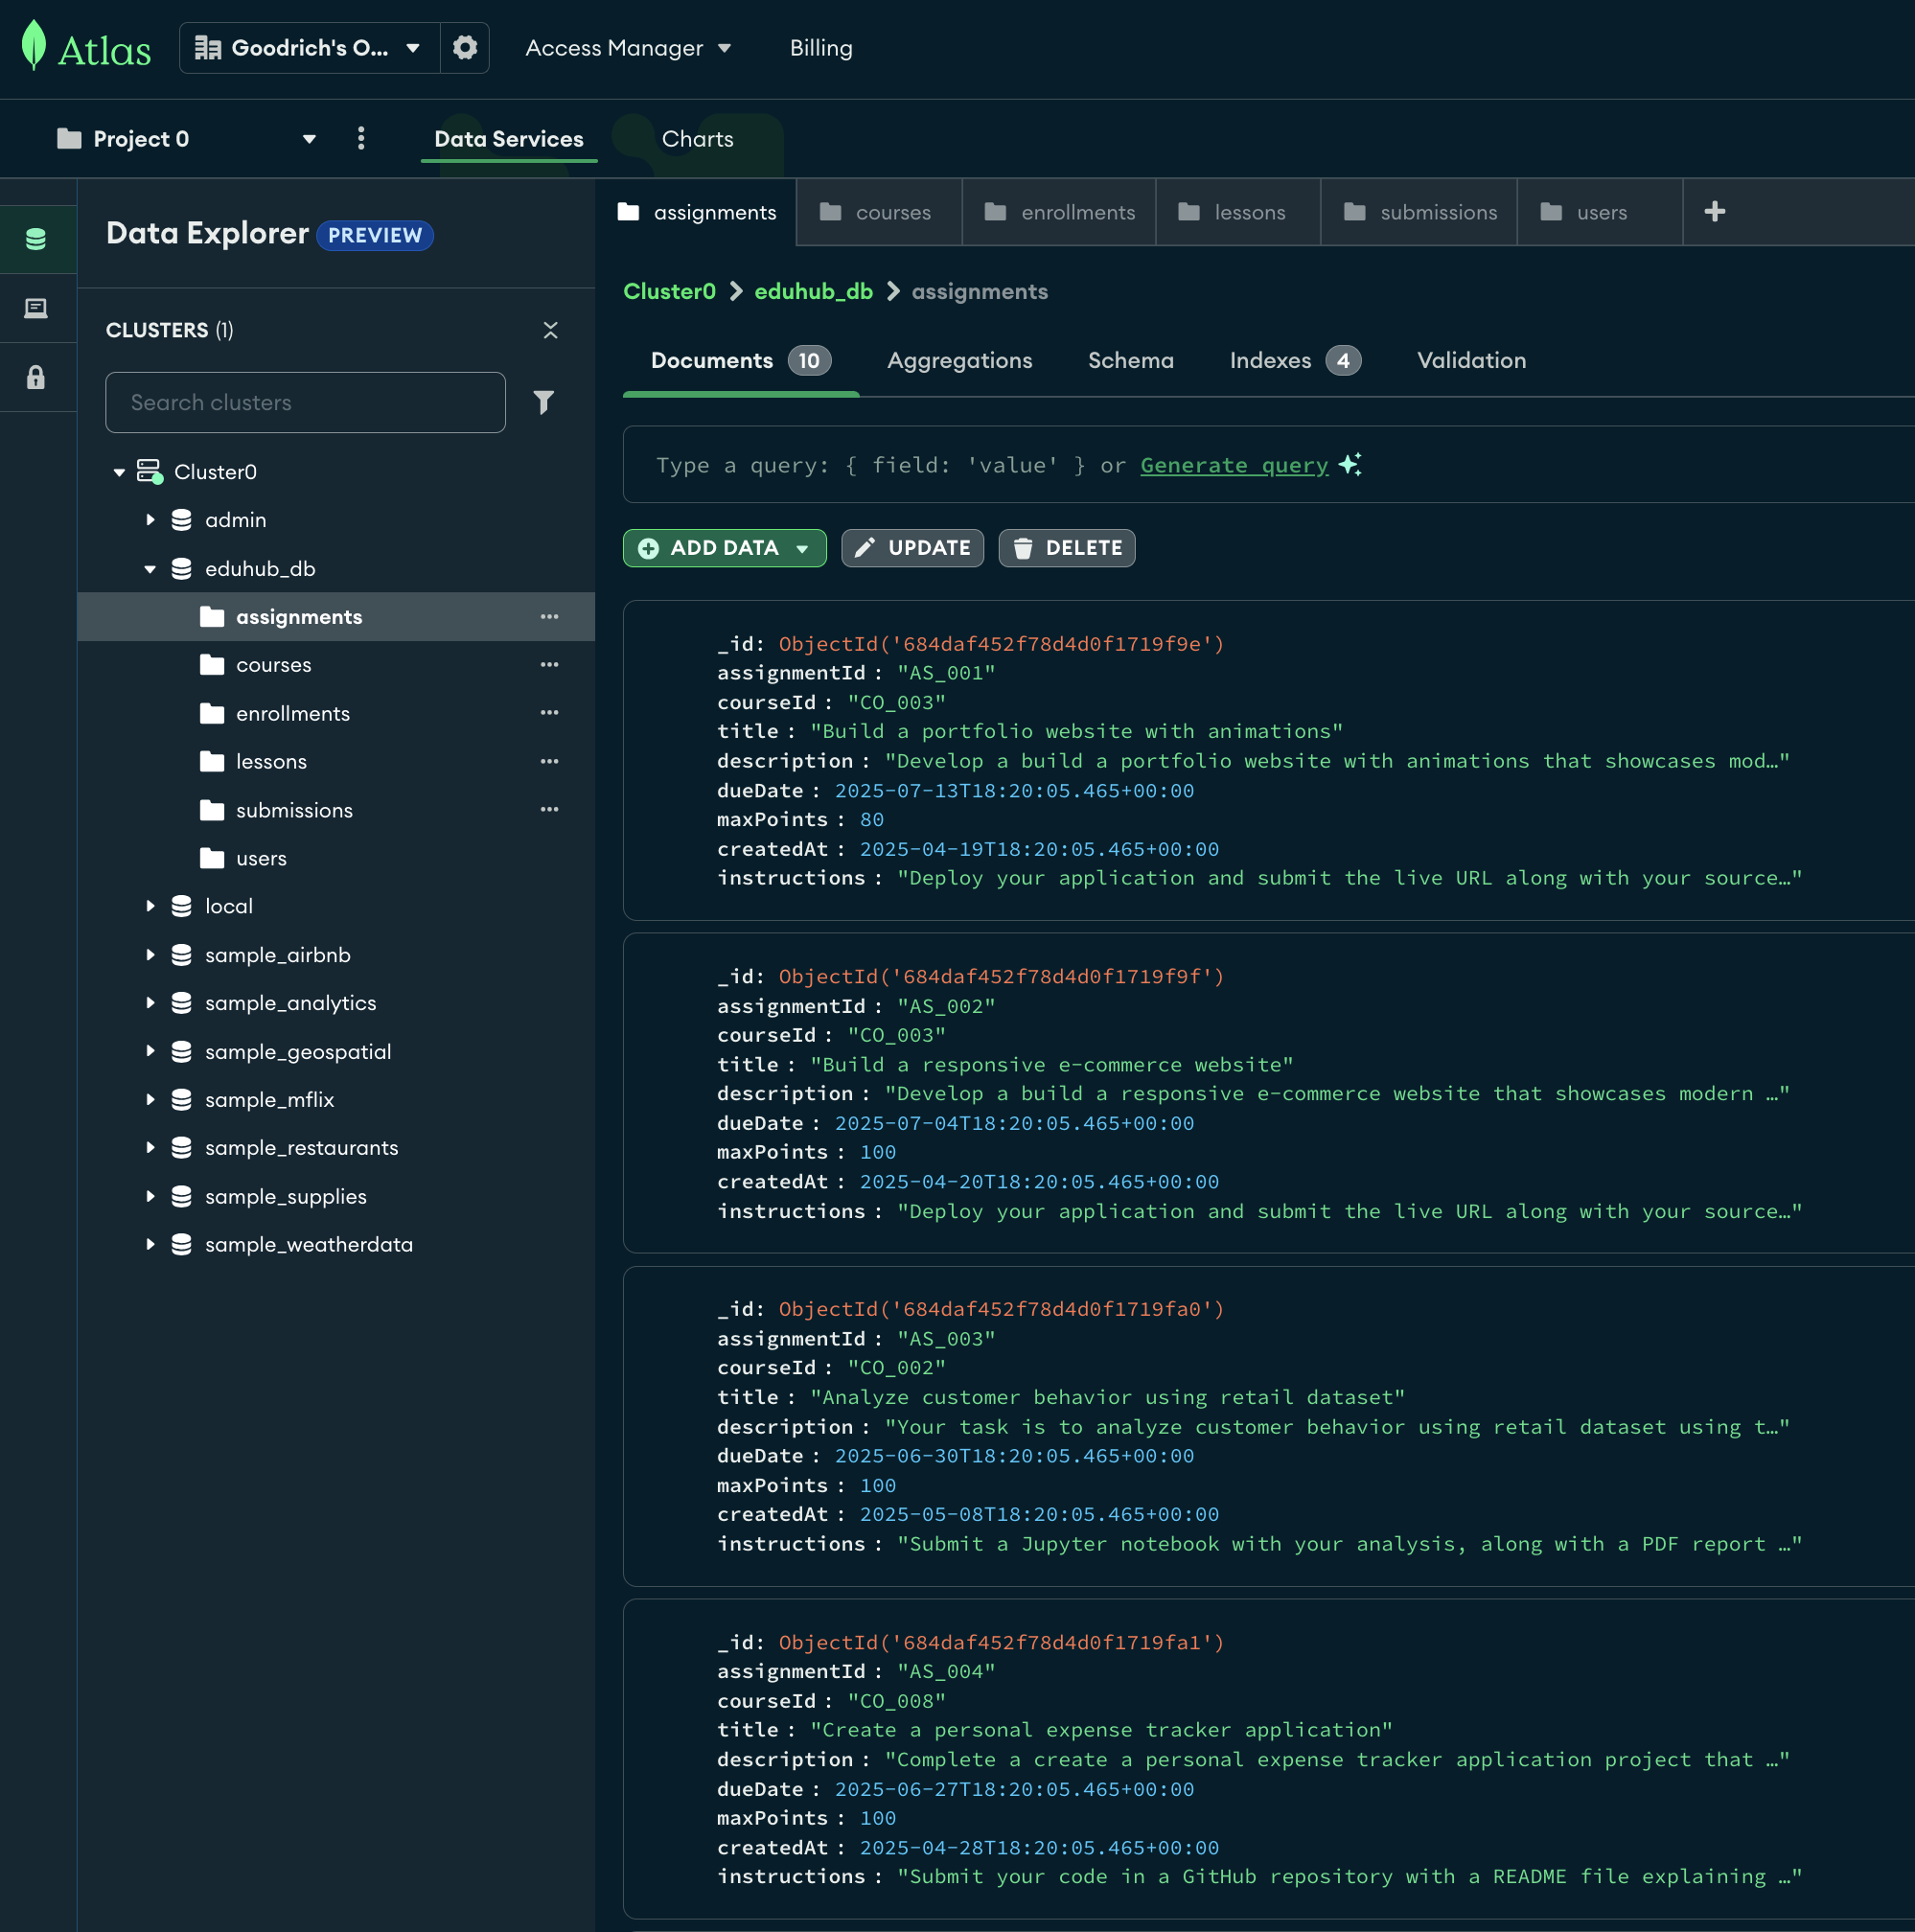 Atlas
Goodrich's O...
Access Manager
Billing
Project 0
Data Services
Charts
Data Explorer PREVIEW
CLUSTERS (1)
Search clusters
Cluster0
admin
eduhub_db
assignments
courses
enrollments
lessons
submissions
users
local
sample_airbnb
sample_analytics
sample_geospatial
sample_mflix
sample_restaurants
sample_supplies
sample_weatherdata
assignments
courses
enrollments
lessons
submissions
users
Cluster0 > eduhub_db > assignments
Documents 10
Aggregations
Schema
Indexes 4
Validation
Type a query: { field: 'value' } or Generate query
ADD DATA
UPDATE
DELETE
_id: ObjectId('684daf452f78d4d0f1719f9e')
assignmentId : "AS_001"
courseId : "CO_003"
title : "Build a portfolio website with animations"
description : "Develop a build a portfolio website with animations that showcases mod…"
dueDate : 2025-07-13T18:20:05.465+00:00
maxPoints : 80
createdAt : 2025-04-19T18:20:05.465+00:00
instructions : "Deploy your application and submit the live URL along with your source…"
_id: ObjectId('684daf452f78d4d0f1719f9f')
assignmentId : "AS_002"
courseId : "CO_003"
title : "Build a responsive e-commerce website"
description : "Develop a build a responsive e-commerce website that showcases modern …"
dueDate : 2025-07-04T18:20:05.465+00:00
maxPoints : 100
createdAt : 2025-04-20T18:20:05.465+00:00
instructions : "Deploy your application and submit the live URL along with your source…"
_id: ObjectId('684daf452f78d4d0f1719fa0')
assignmentId : "AS_003"
courseId : "CO_002"
title : "Analyze customer behavior using retail dataset"
description : "Your task is to analyze customer behavior using retail dataset using t…"
dueDate : 2025-06-30T18:20:05.465+00:00
maxPoints : 100
createdAt : 2025-05-08T18:20:05.465+00:00
instructions : "Submit a Jupyter notebook with your analysis, along with a PDF report …"
_id: ObjectId('684daf452f78d4d0f1719fa1')
assignmentId : "AS_004"
courseId : "CO_008"
title : "Create a personal expense tracker application"
description : "Complete a create a personal expense tracker application project that …"
dueDate : 2025-06-27T18:20:05.465+00:00
maxPoints : 100
createdAt : 2025-04-28T18:20:05.465+00:00
instructions : "Submit your code in a GitHub repository with a README file explaining …"